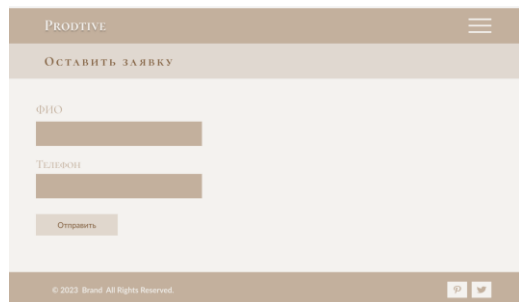 Prodtive
Оставить заявку
ФИО
Телефон
Отправить
© 2023 Brand All Rights Reserved.